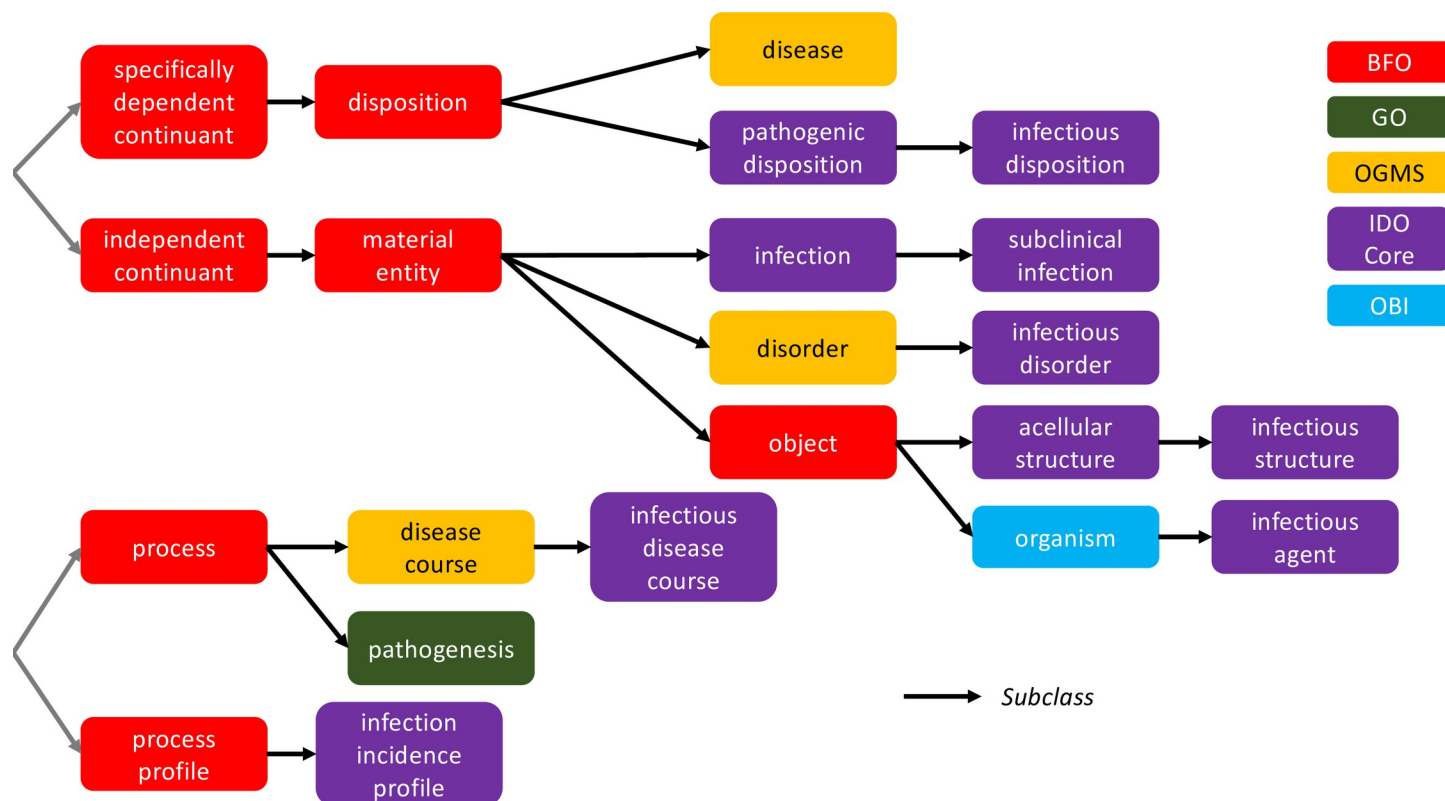 specifically
dependent
continuant
disposition
disease
pathogenic
disposition
infectious
disposition
independent
continuant
material
entity
infection
subclinical
infection
disorder
infectious
disorder
object
acellular
structure
infectious
structure
organism
infectious
agent
process
disease
course
infectious
disease
course
pathogenesis
process
profile
infection
incidence
profile
Subclass
BFO
GO
OGMS
IDO
Core
OBI